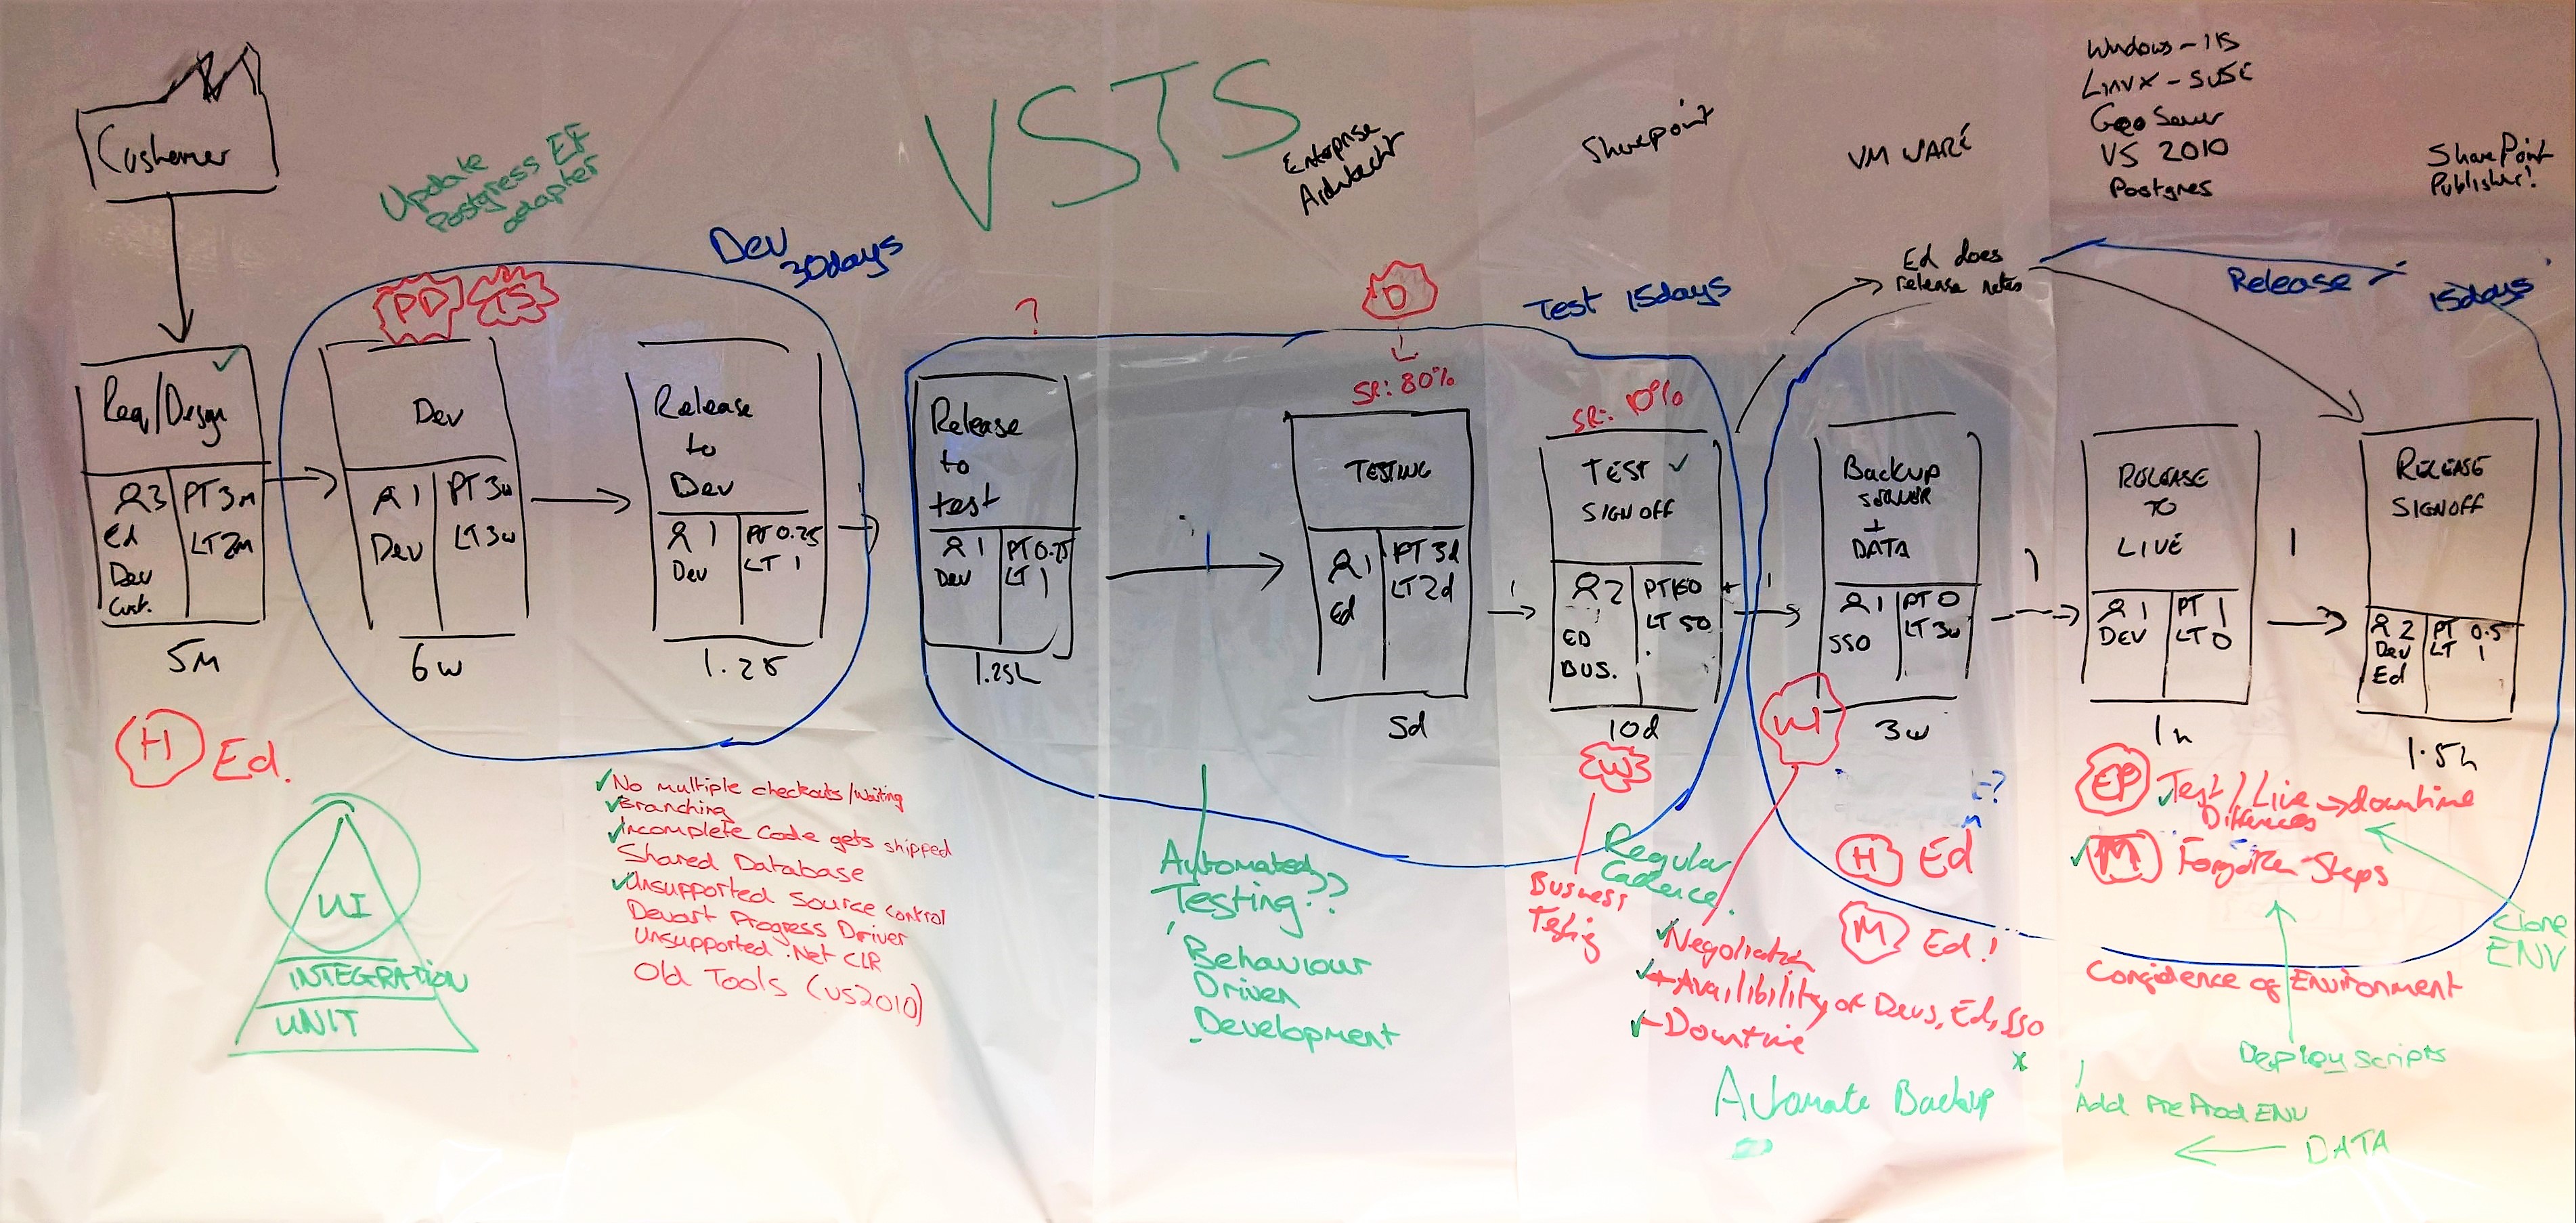 Customer
Update
Postgress EF
adapter
VSTS
Enterprise
Architect
Sharepoint
VM WARE
Windows - IIS
Linux - SUSE
Geo Server
VS 2010
Postgres
SharePoint
Publisher!
Dev
30days
PD
TS
?
D
SR: 80%
Test 15days
SR: 10%
Ed does
release notes
Release
15days
Req/Design ✓
3
Ed
Dev
Cust.
PT 3M
LT 2M
5M
Dev
1
Dev
PT 3w
LT 3w
6w
Release
to
Dev
1
Dev
PT 0.25
LT 1
1.25
Release
to
test
1
Dev
PT 0.25
LT 1
1.25h
TESTING
1
Ed
PT 3d
LT 2d
5d
TEST ✓
SIGN OFF
2
ED
BUS.
LT 50
10d
Backup
SERVER
+
DATA
1
SSO
PT 0
LT 3w
3w
RELEASE
TO
LIVE
1
DEV
PT 1
LT 0
1h
RELEASE
SIGNOFF
2
Dev
Ed
PT 0.5
LT 1
1.5h
H Ed.
UI
INTEGRATION
UNIT
✓No multiple checkouts/waiting
✓Branching
✓Incomplete Code gets shipped
Shared Database
✓Unsupported Source control
Devart Progress Driver
Unsupported .Net CLR
Old Tools (VS2010)
Automated
Testing??
Behaviour
Driven
Development
W
Business
Testing
Regular
Cadence.
W
✓Negotiation
✓+Availibility of Devs, Ed, SSO
✓-Downtime
Automate Backup
H Ed
M Ed!
EP ✓Test/Live → downtime
Differences
✓M Forgotten Steps
Clone
ENV
Confidence of Environment
Deploy scripts
Add Pre Prod ENV
← DATA